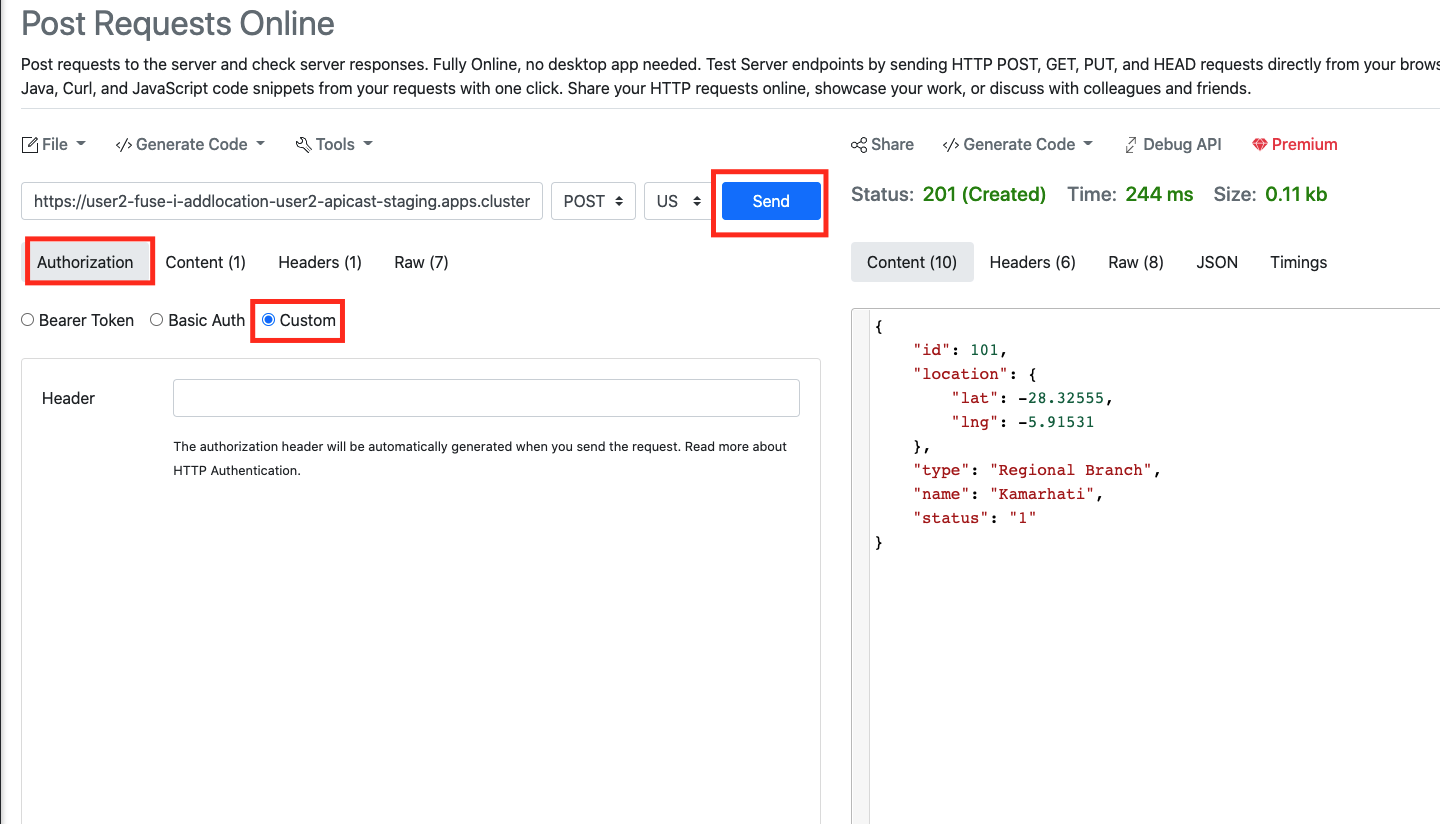 Post Requests Online
Post requests to the server and check server responses. Fully Online, no desktop app needed. Test Server endpoints by sending HTTP POST, GET, PUT, and HEAD requests directly from your
Java, Curl, and JavaScript code snippets from your requests with one click. Share your HTTP requests online, showcase your work, or discuss with colleagues and friends.
File </> Generate Code Tools
https://user2-fuse-i-addlocation-user2-apicast-staging.apps.cluster POST US Send
Authorization Content (1) Headers (1) Raw (7)
Bearer Token Basic Auth Custom
Header
The authorization header will be automatically generated when you send the request. Read more about
HTTP Authentication.
Share </> Generate Code Debug API Premium
Status: 201 (Created) Time: 244 ms Size: 0.11 kb
Content (10) Headers (6) Raw (8) JSON Timings
{
"id": 101,
"location": {
"lat": -28.32555,
"lng": -5.91531
},
"type": "Regional Branch",
"name": "Kamarhati",
"status": "1"
}